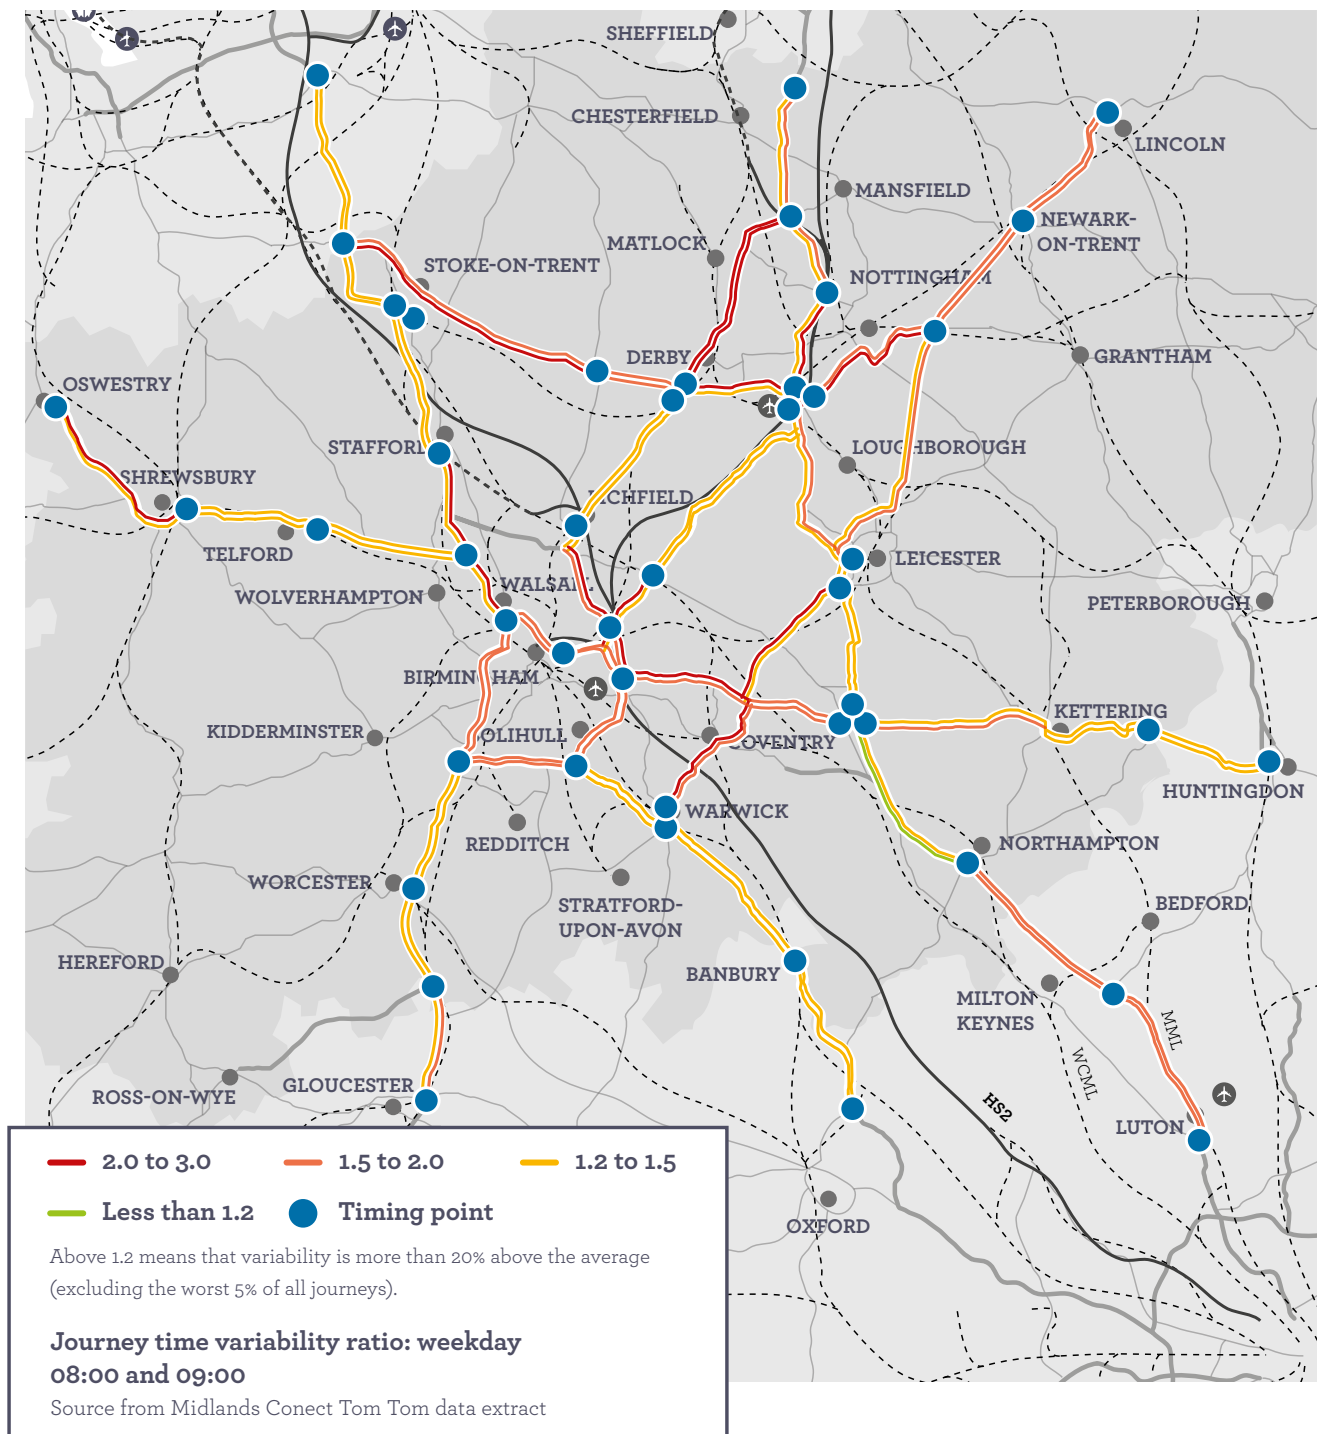 SHEFFIELD
CHESTERFIELD
LINCOLN
MANSFIELD
NEWARK-
ON-TRENT
MATLOCK
STOKE-ON-TRENT
NOTTINGHAM
DERBY
GRANTHAM
OSWESTRY
STAFFORD
LOUGHBOROUGH
SHREWSBURY
LICHFIELD
TELFORD
LEICESTER
WALSALL
WOLVERHAMPTON
PETERBOROUGH
BIRMINGHAM
KETTERING
KIDDERMINSTER
SOLIHULL
COVENTRY
HUNTINGDON
WARWICK
REDDITCH
NORTHAMPTON
WORCESTER
STRATFORD-
UPON-AVON
BEDFORD
HEREFORD
BANBURY
MILTON
KEYNES
MML
WCML
GLOUCESTER
ROSS-ON-WYE
HS2
LUTON
OXFORD
2.0 to 3.0
1.5 to 2.0
1.2 to 1.5
Less than 1.2
Timing point
Above 1.2 means that variability is more than 20% above the average
(excluding the worst 5% of all journeys).
Journey time variability ratio: weekday
08:00 and 09:00
Source from Midlands Conect Tom Tom data extract